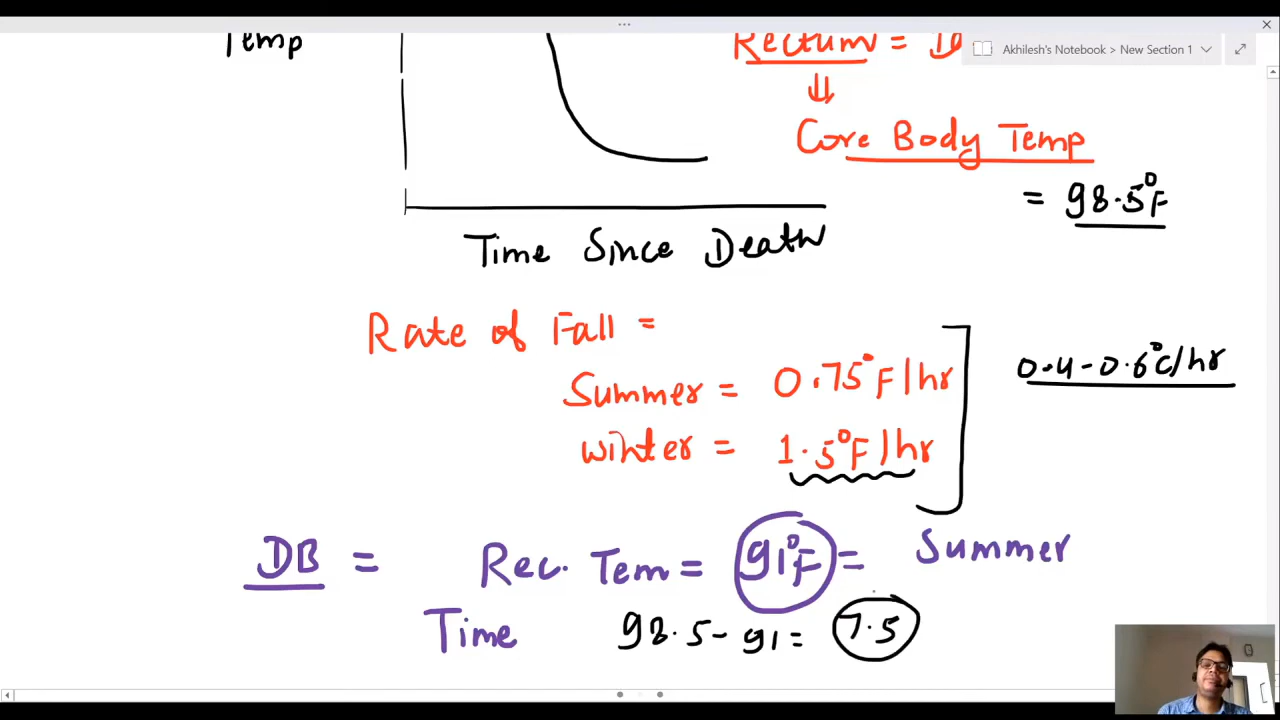 Temp
Rectum =
Akhilesh's Notebook > New Section 1
Core Body Temp
= 98.5°F
Time Since Death
Rate of Fall =
Summer = 0.75°F/hr
0.4-0.6°C/hr
winter = 1.5°F/hr
DB = Rec. Tem = 91°F = Summer
Time 98.5 - 91 = 7.5